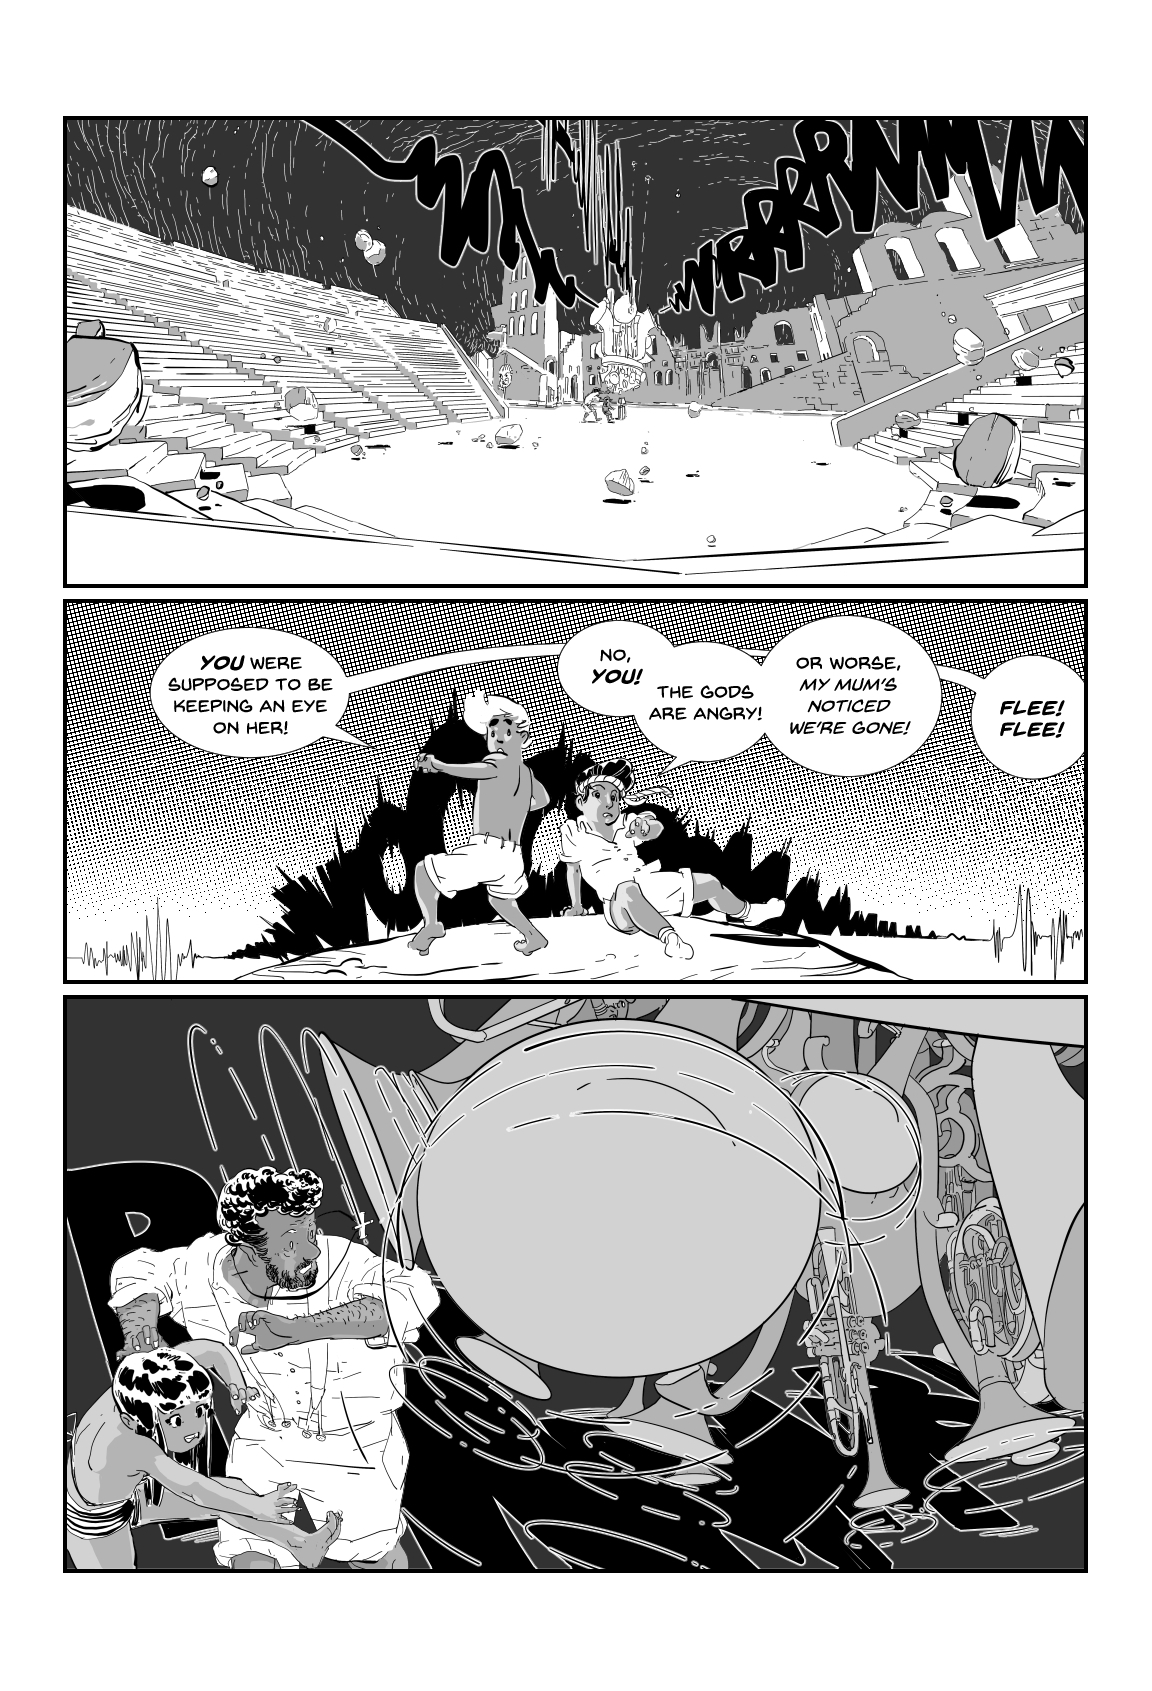 YOU WERE
SUPPOSED TO BE
KEEPING AN EYE
ON HER!
NO,
YOU!
THE GODS
ARE ANGRY!
OR WORSE,
MY MUM'S
NOTICED
WE'RE GONE!
FLEE!
FLEE!